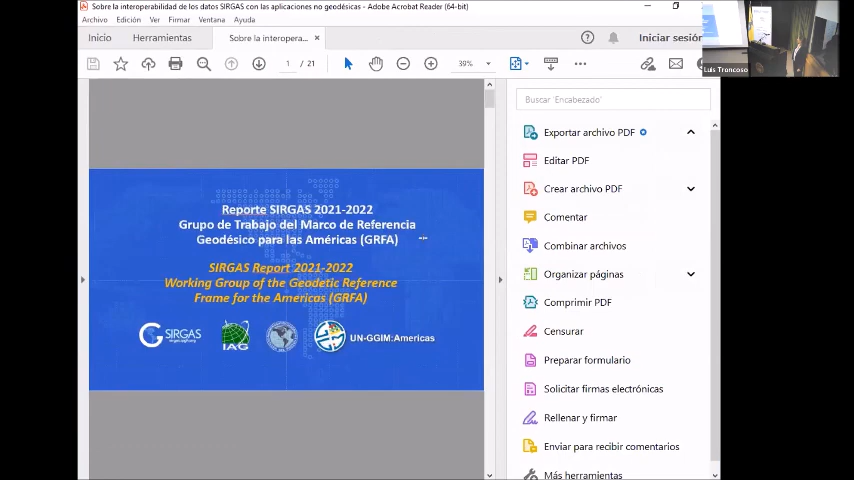 Sobre la interoperabilidad de los datos SIRGAS con las aplicaciones no geodésicas - Adobe Acrobat Reader (64-bit)
Archivo Edición Ver Firmar Ventana Ayuda
Inicio Herramientas Sobre la interopera... × Iniciar sesión
1 / 21 39%
Luis Troncoso
Reporte SIRGAS 2021-2022
Grupo de Trabajo del Marco de Referencia
Geodésico para las Américas (GRFA)
SIRGAS Report 2021-2022
Working Group of the Geodetic Reference
Frame for the Americas (GRFA)
SIRGAS
IAG
UN-GGIM:Americas
Buscar 'Encabezado'
Exportar archivo PDF
Editar PDF
Crear archivo PDF
Comentar
Combinar archivos
Organizar páginas
Comprimir PDF
Censurar
Preparar formulario
Solicitar firmas electrónicas
Rellenar y firmar
Enviar para recibir comentarios
Más herramientas